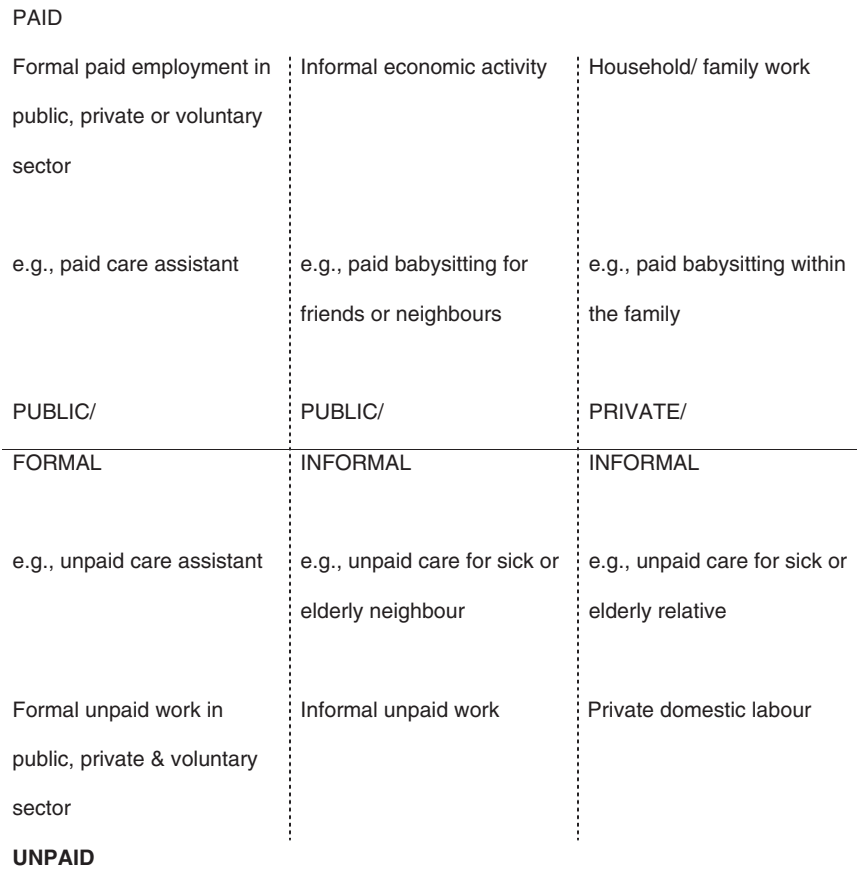 PAID
Formal paid employment in
public, private or voluntary
sector
e.g., paid care assistant
PUBLIC/
FORMAL
e.g., unpaid care assistant
Formal unpaid work in
public, private & voluntary
sector
Informal economic activity
e.g., paid babysitting for
friends or neighbours
PUBLIC/
INFORMAL
e.g., unpaid care for sick or
elderly neighbour
Informal unpaid work
Household/ family work
e.g., paid babysitting within
the family
PRIVATE/
INFORMAL
e.g., unpaid care for sick or
elderly relative
Private domestic labour
UNPAID